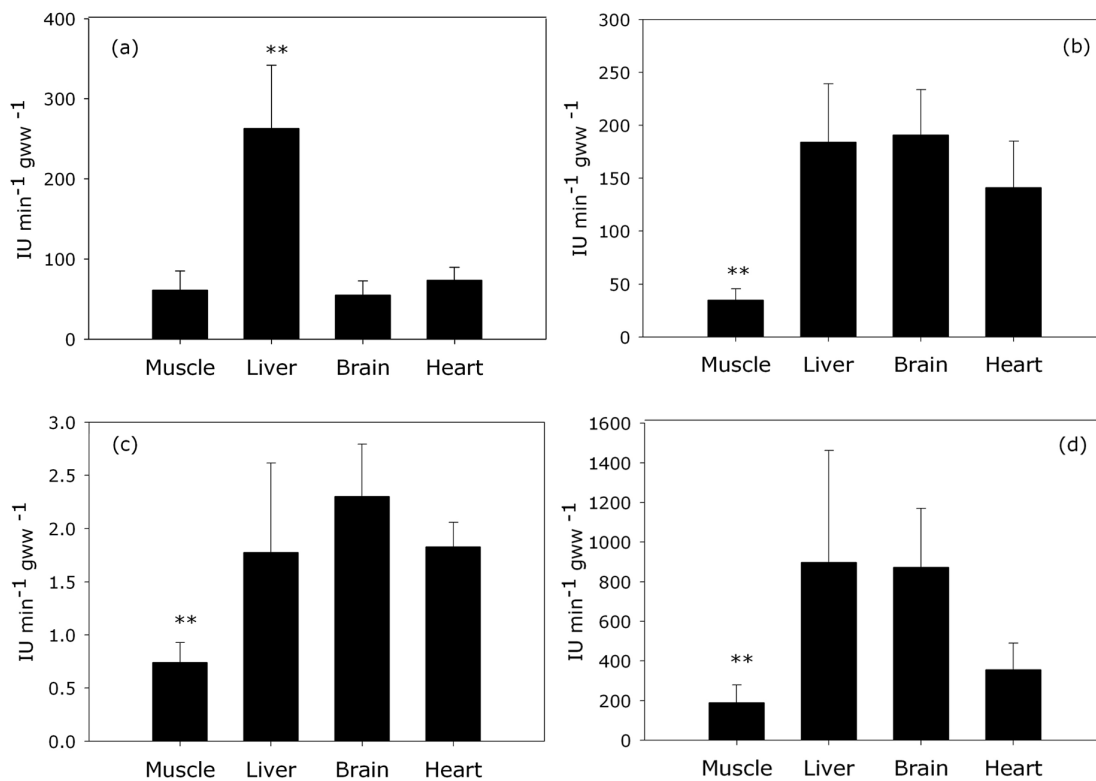 (a)
400
300
200
100
0
IU min⁻¹ gww ⁻¹
**
Muscle Liver Brain Heart
(b)
300
250
200
150
100
50
0
IU min⁻¹ gww ⁻¹
**
Muscle Liver Brain Heart
(c)
3.0
2.5
2.0
1.5
1.0
0.5
0.0
IU min⁻¹ gww ⁻¹
**
Muscle Liver Brain Heart
(d)
1600
1400
1200
1000
800
600
400
200
0
IU min⁻¹ gww ⁻¹
**
Muscle Liver Brain Heart